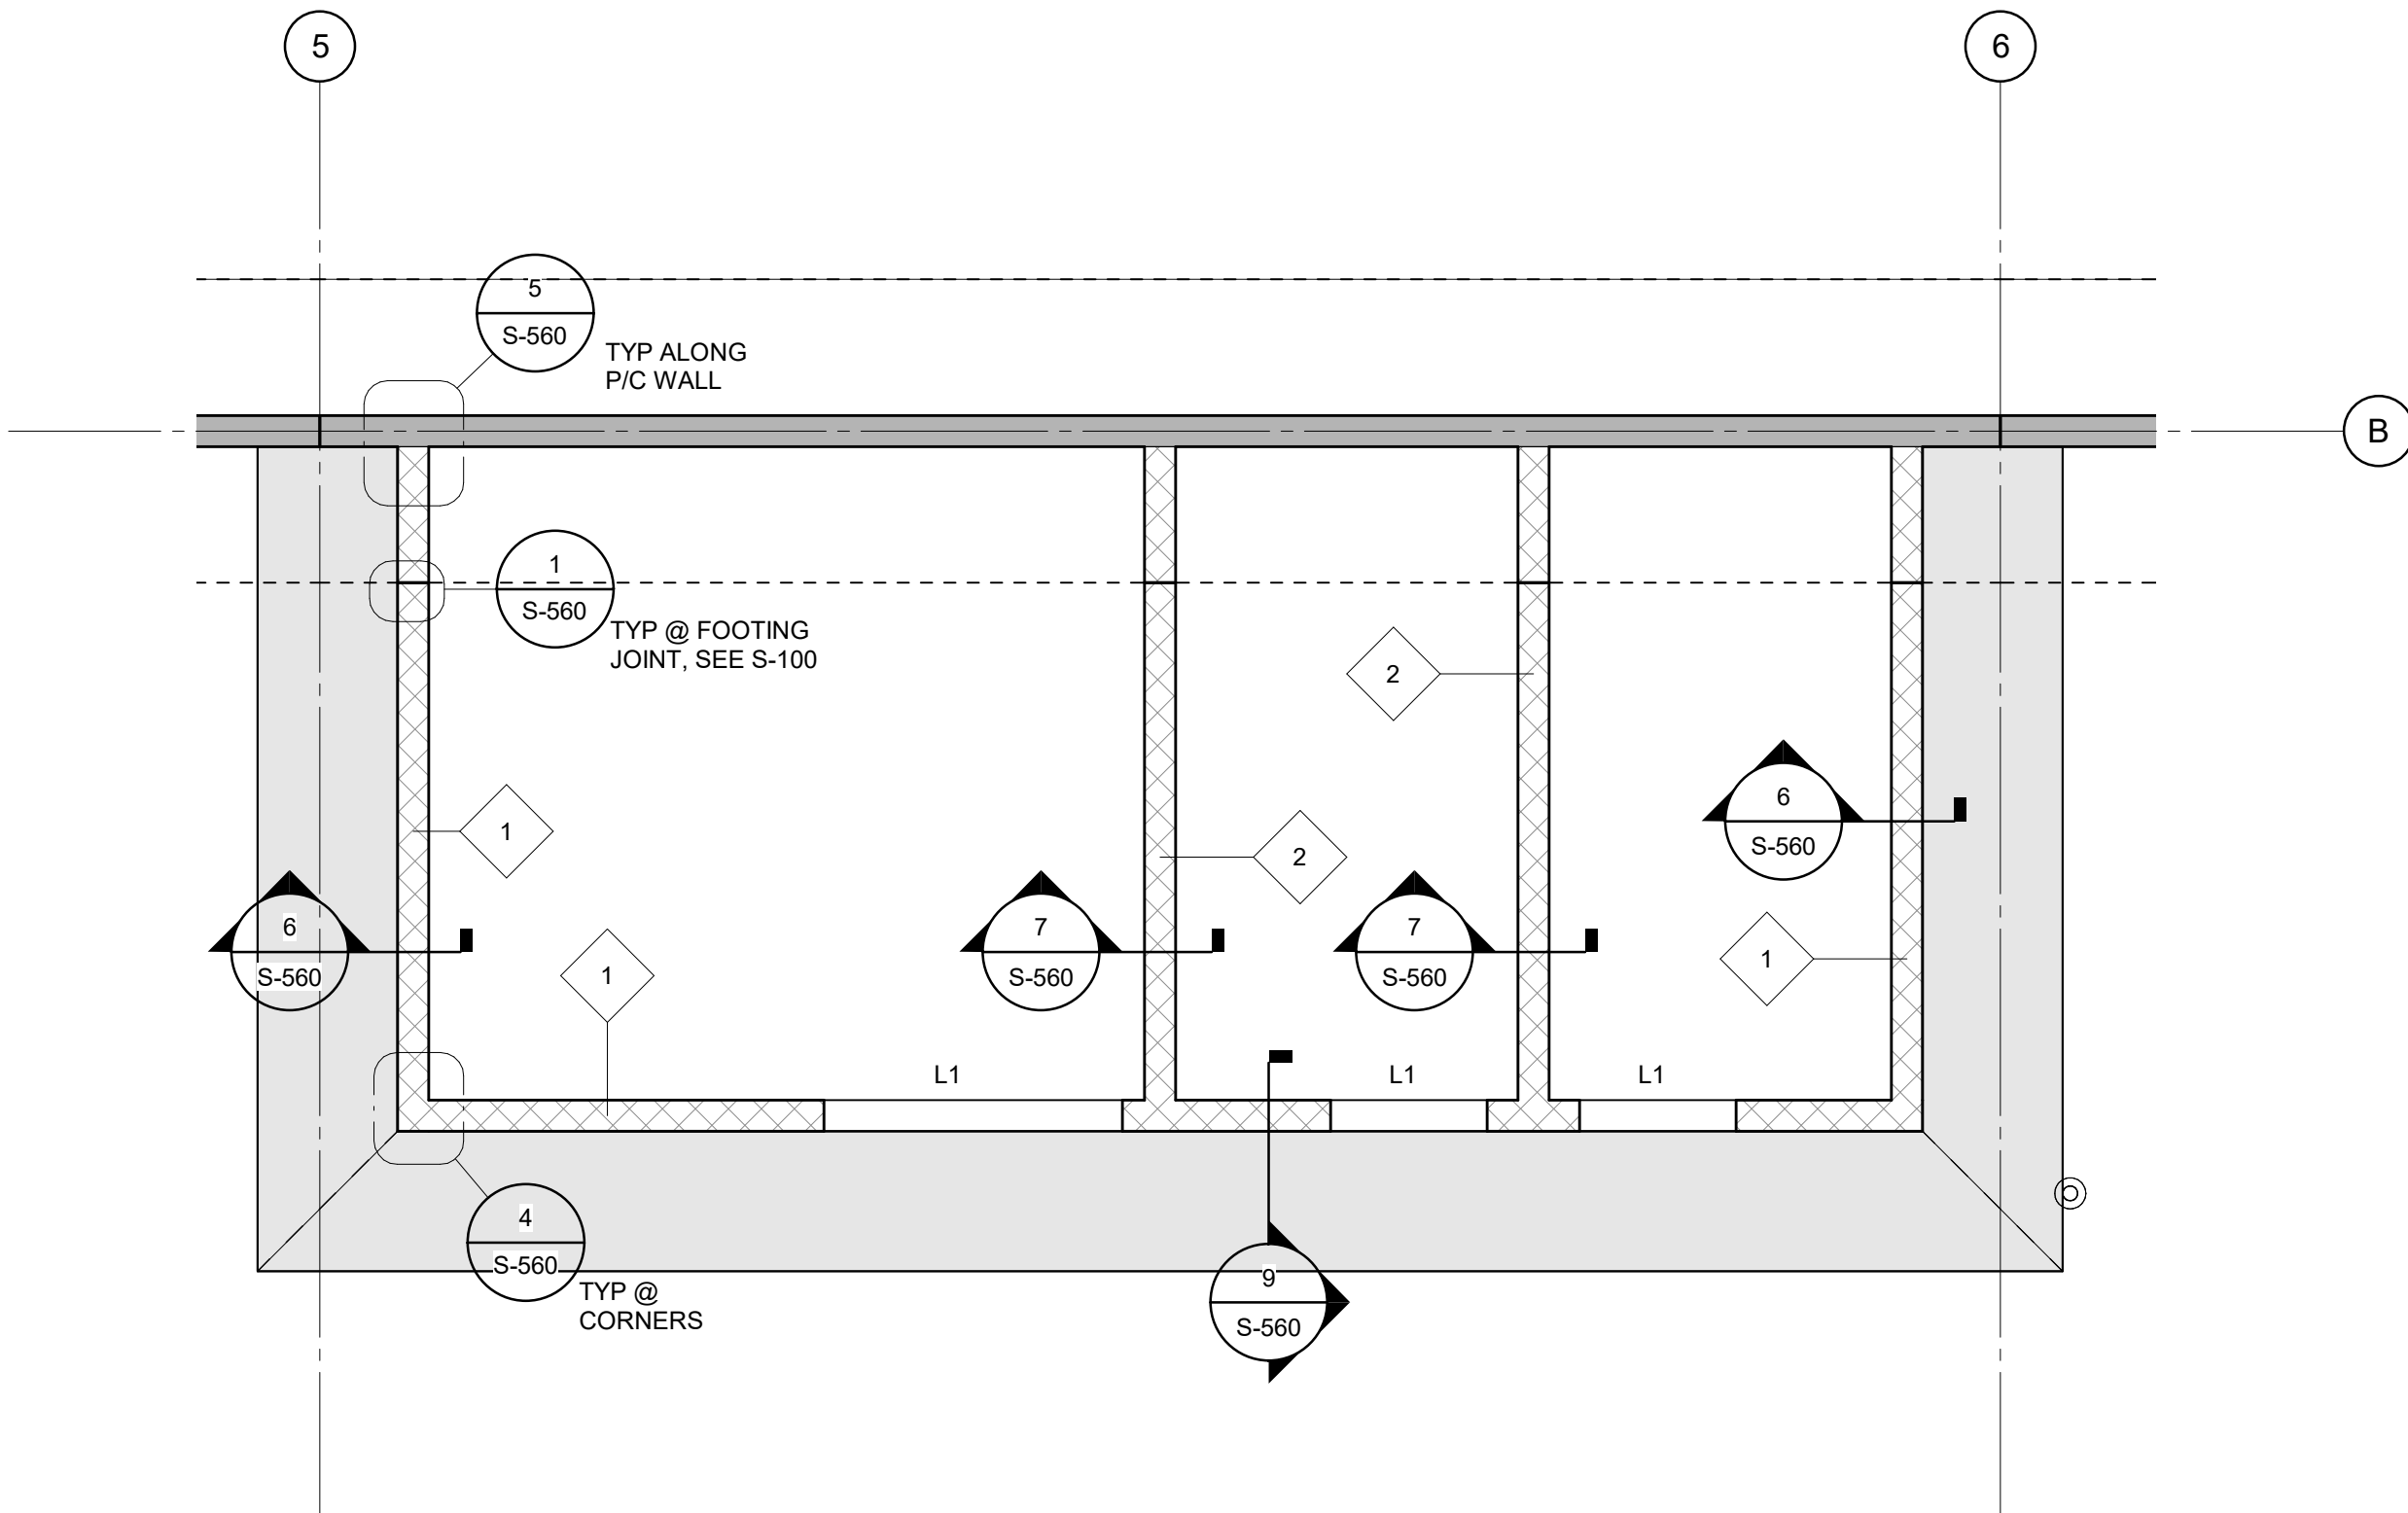 5
6
5
S-560
TYP ALONG
P/C WALL
B
1
S-560
TYP @ FOOTING
JOINT, SEE S-100
2
6
S-560
1
2
6
S-560
7
S-560
7
S-560
1
1
L1
L1
L1
4
S-560
TYP @
CORNERS
9
S-560